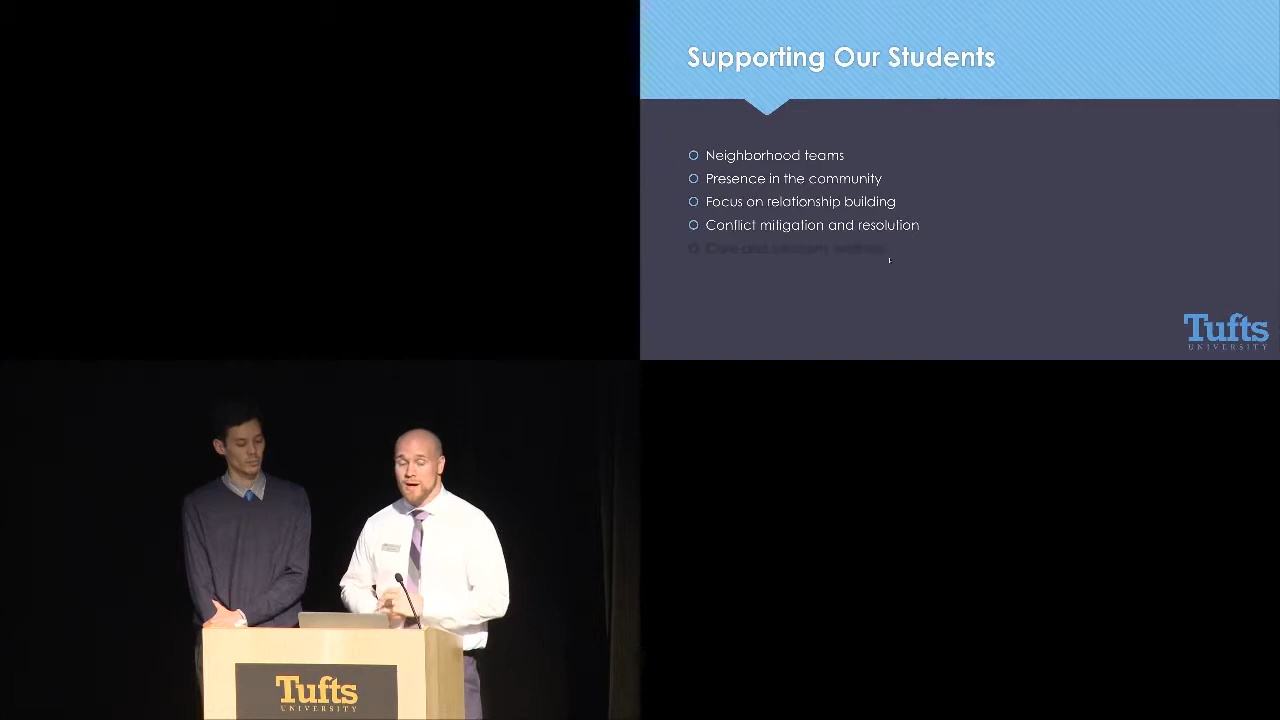 Supporting Our Students
Neighborhood teams
Presence in the community
Focus on relationship building
Conflict mitigation and resolution
Tufts
UNIVERSITY
Tufts
UNIVERSITY